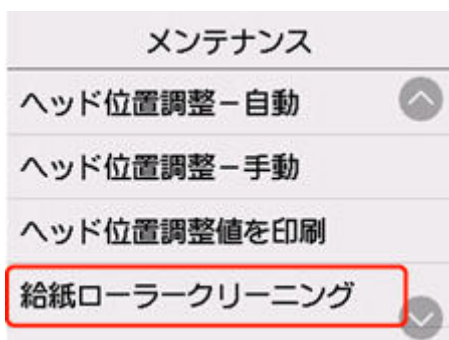 メンテナンス
ヘッド位置調整－自動
ヘッド位置調整－手動
ヘッド位置調整値を印刷
給紙ローラークリーニング